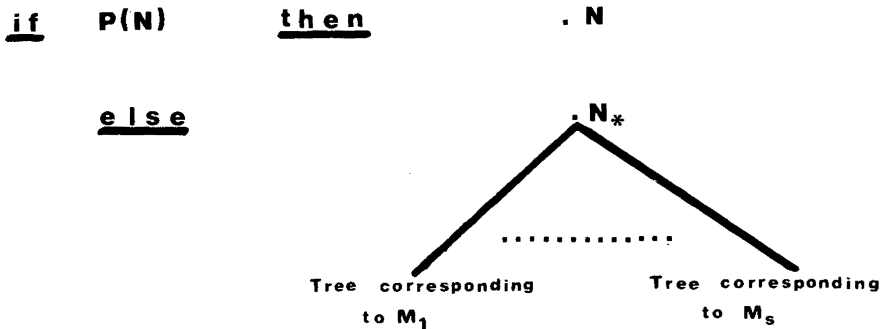 if P(N) then . N
else . N*
.............
Tree corresponding
to M1
Tree corresponding
to Ms